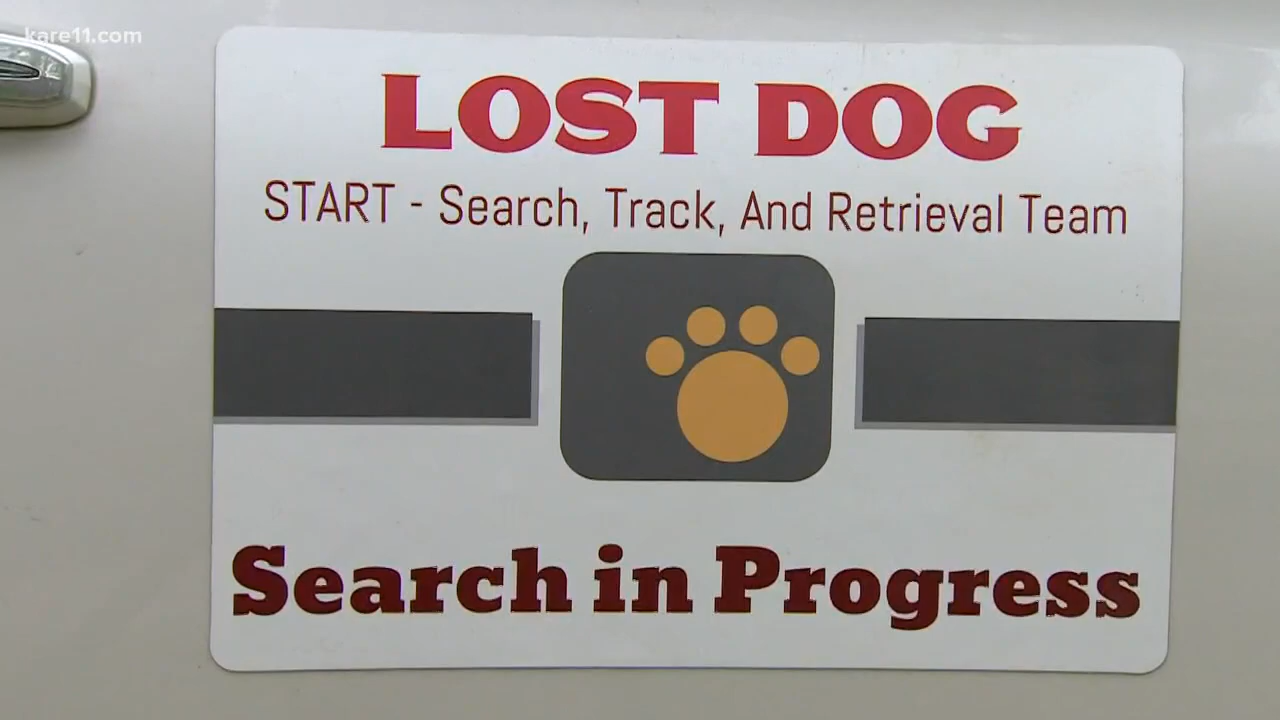 kare11.com
LOST DOG
START - Search, Track, And Retrieval Team
Search in Progress